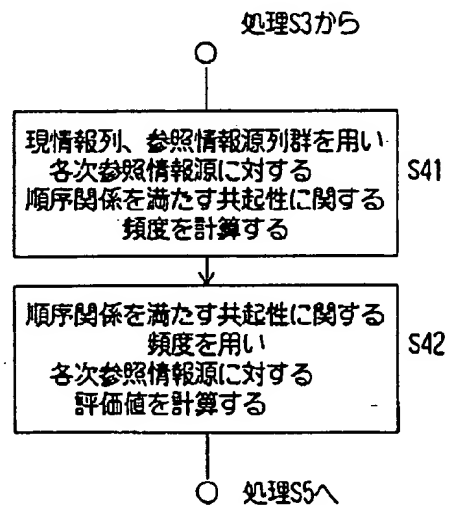 処理S3から
現情報列、参照情報源列群を用い
各次参照情報源に対する
順序関係を満たす共起性に関する
頻度を計算する
S41
順序関係を満たす共起性に関する
頻度を用い
各次参照情報源に対する
評価値を計算する
S42
処理S5へ